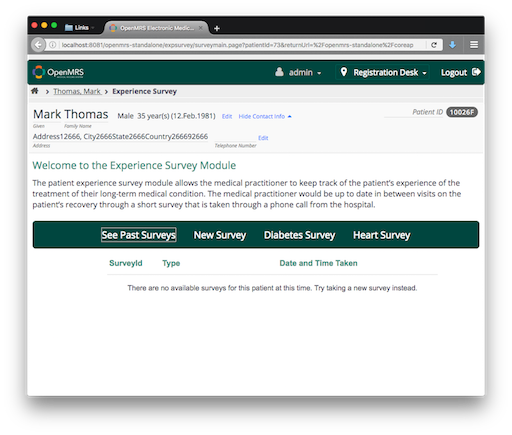 Links
OpenMRS Electronic Medic...
localhost:8081/openmrs-standalone/expsurvey/surveymain.page?patientId=73&returnUrl=%2Fopenmrs-standalone%2Fcoreap
OpenMRS
admin
Registration Desk
Logout
Thomas, Mark
Experience Survey
Mark Thomas Male 35 year(s) (12.Feb.1981) Edit Hide Contact Info
Patient ID 10026F
Given Family Name
Address12666, City2666State2666Country266692666 Edit
Address Telephone Number
Welcome to the Experience Survey Module
The patient experience survey module allows the medical practitioner to keep track of the patient's experience of the
treatment of their long-term medical condition. The medical practitioner would be up to date in between visits on the
patient's recovery through a short survey that is taken through a phone call from the hospital.
See Past Surveys New Survey Diabetes Survey Heart Survey
SurveyId Type Date and Time Taken
There are no available surveys for this patient at this time. Try taking a new survey instead.